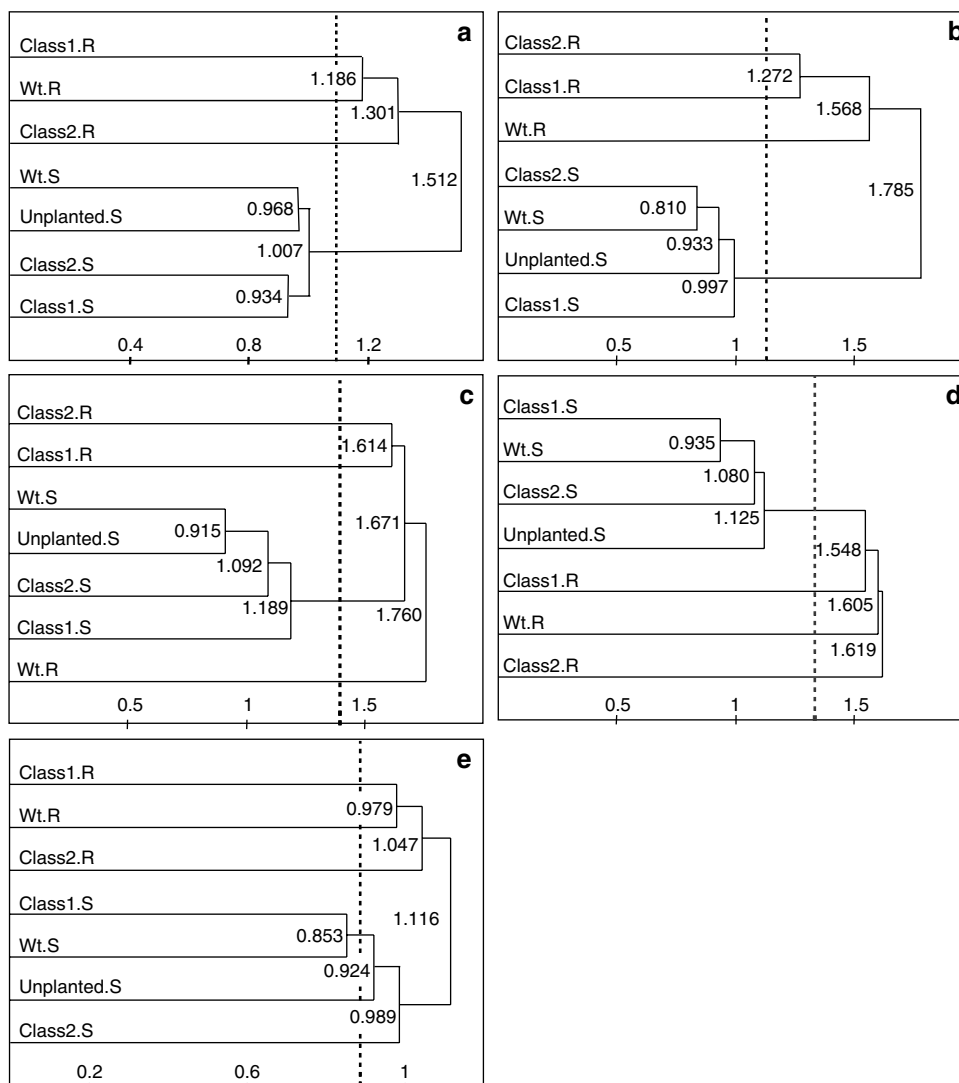 a
Class1.R
1.186
Wt.R
1.301
Class2.R
Wt.S
1.512
0.968
Unplanted.S
1.007
Class2.S
0.934
Class1.S
0.4 0.8 1.2
b
Class2.R
1.272
Class1.R
1.568
Wt.R
Class2.S
1.785
0.810
Wt.S
0.933
Unplanted.S
0.997
Class1.S
0.5 1 1.5
c
Class2.R
1.614
Class1.R
Wt.S
1.671
0.915
Unplanted.S
1.092
Class2.S
1.189
1.760
Class1.S
Wt.R
0.5 1 1.5
d
Class1.S
0.935
Wt.S
1.080
Class2.S
1.125
Unplanted.S
1.548
Class1.R
1.605
Wt.R
1.619
Class2.R
0.5 1 1.5
e
Class1.R
0.979
Wt.R
1.047
Class2.R
Class1.S
1.116
0.853
Wt.S
0.924
Unplanted.S
0.989
Class2.S
0.2 0.6 1